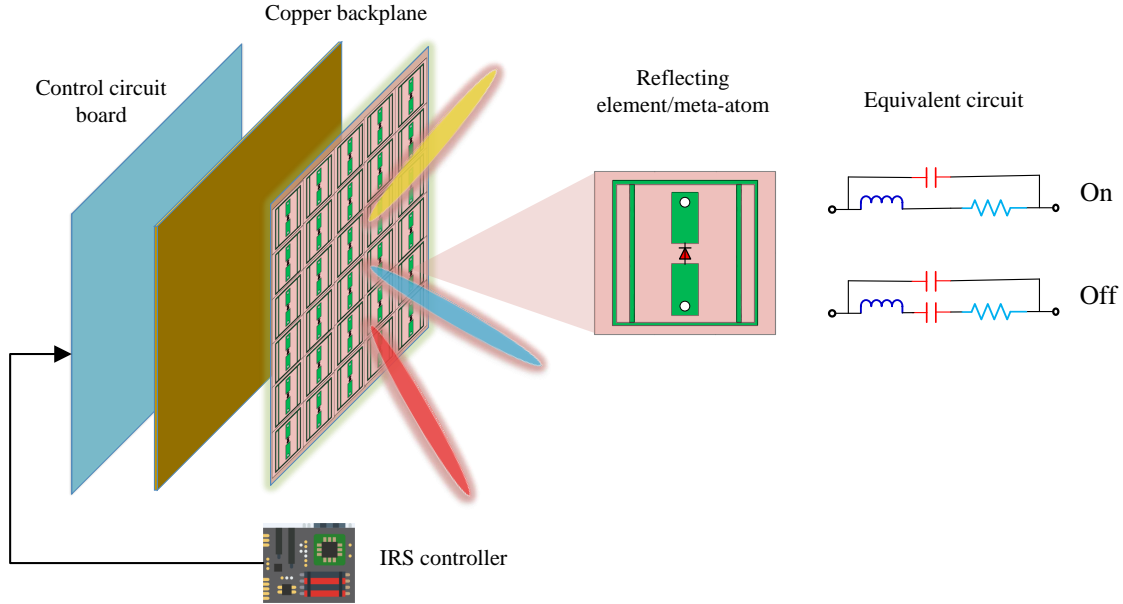 Copper backplane
Control circuit
board
Reflecting
element/meta-atom
Equivalent circuit
On
Off
IRS controller